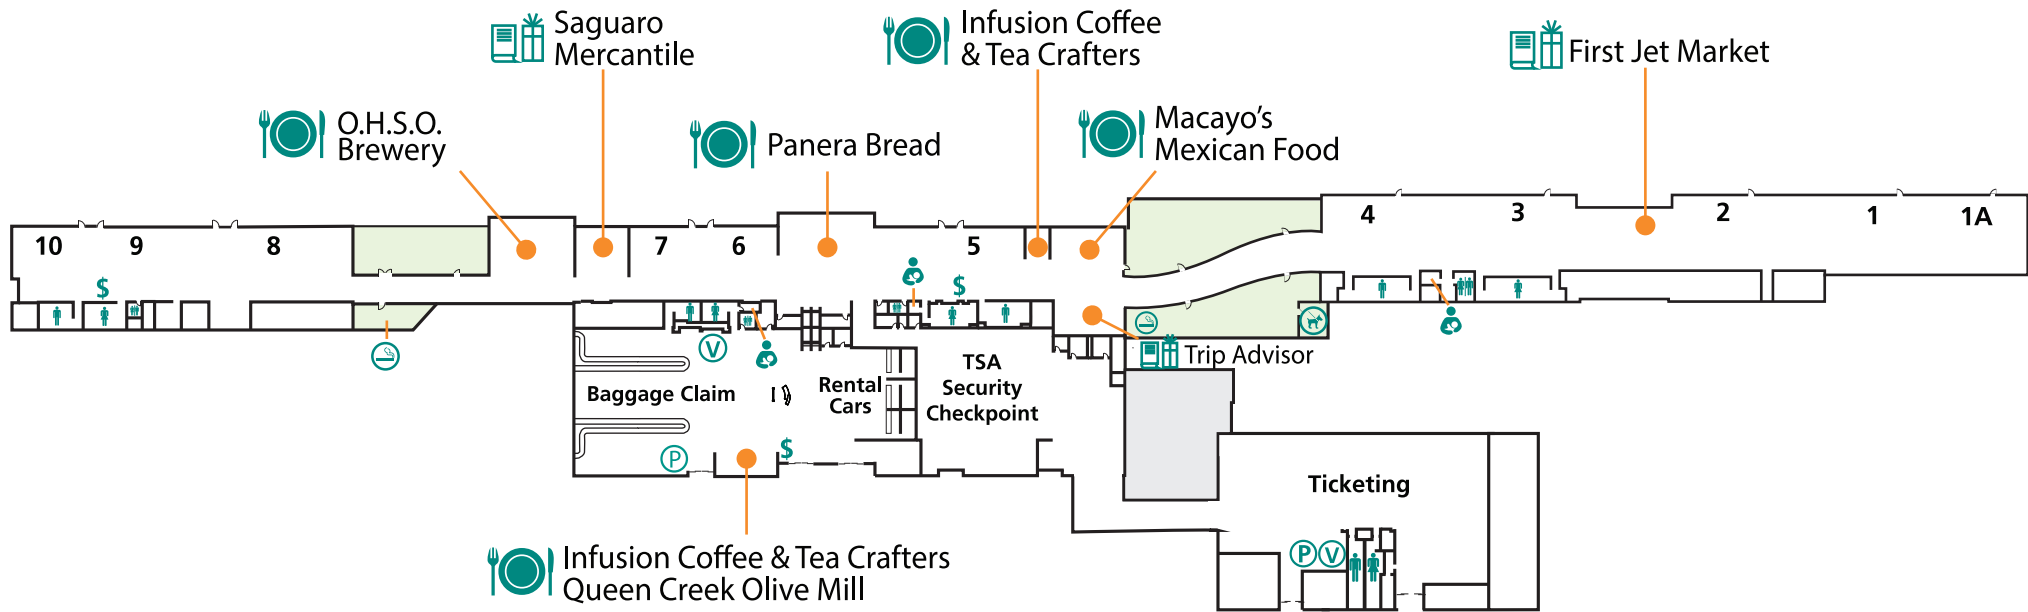 Saguaro
Mercantile
Infusion Coffee
& Tea Crafters
First Jet Market
O.H.S.O.
Brewery
Panera Bread
Macayo's
Mexican Food
10
9
8
7
6
5
4
3
2
1
1A
$
$
V
Trip Advisor
Baggage Claim
Rental
Cars
TSA
Security
Checkpoint
P
$
Ticketing
P
V
Infusion Coffee & Tea Crafters
Queen Creek Olive Mill